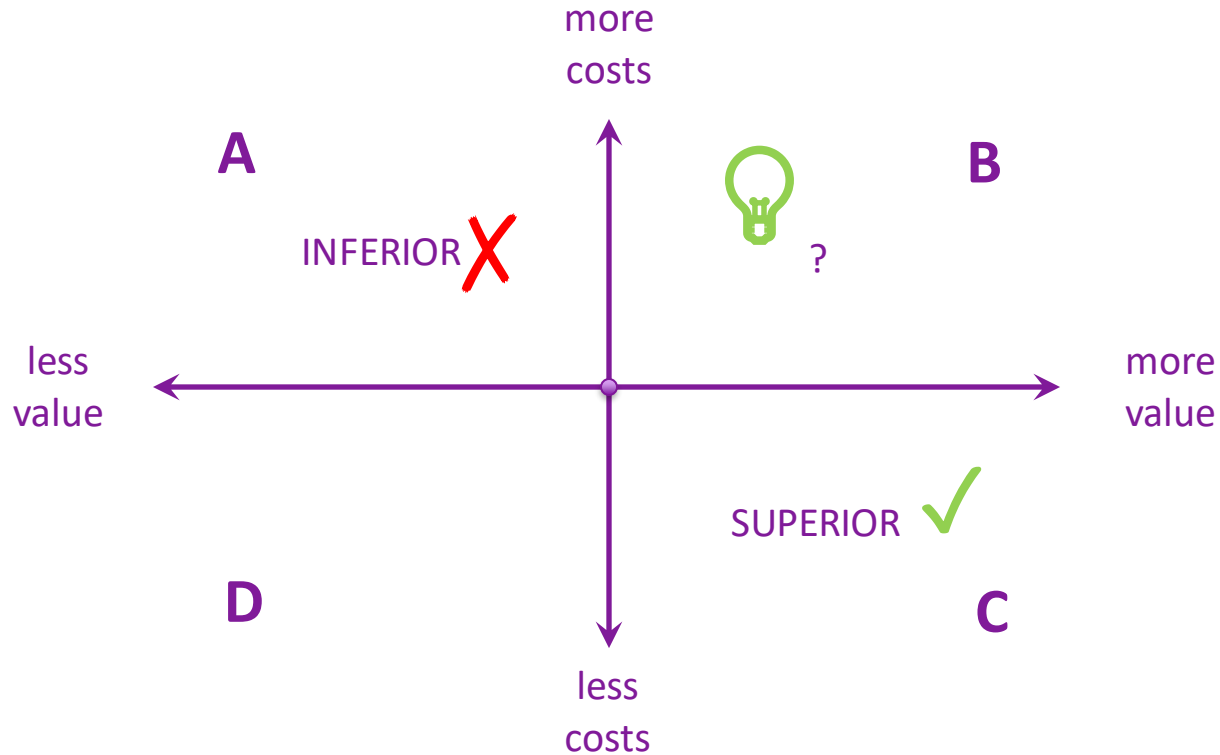 more
costs
A
B
INFERIOR
?
less
value
more
value
SUPERIOR
D
C
less
costs